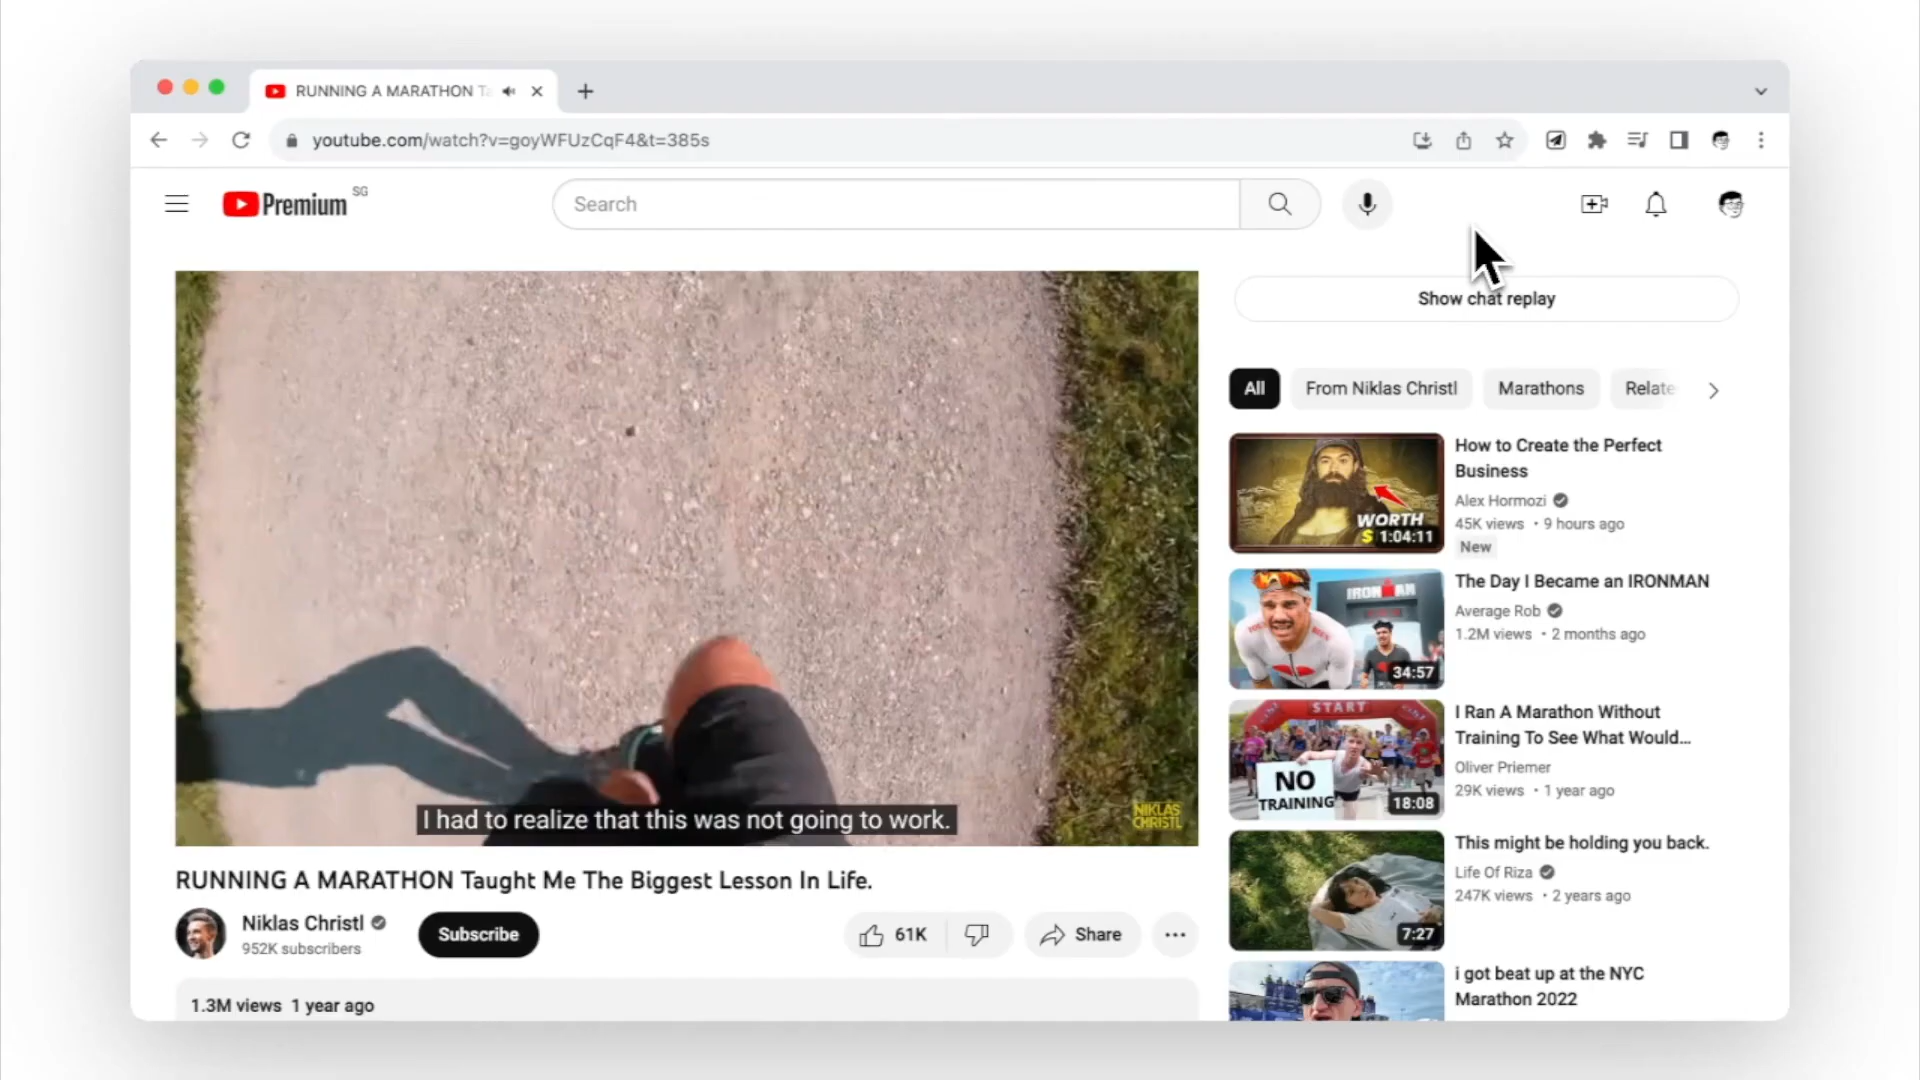 RUNNING A MARATHON Ta
youtube.com/watch?v=goyWFUzCqF4&t=385s
Premium SG
Search
Show chat replay
All
From Niklas Christl
Marathons
Relate
I had to realize that this was not going to work.
NIKLAS
CHRISTL
RUNNING A MARATHON Taught Me The Biggest Lesson In Life.
Niklas Christl
952K subscribers
Subscribe
61K
Share
1.3M views 1 year ago
WORTH
$
1:04:11
How to Create the Perfect
Business
Alex Hormozi
45K views • 9 hours ago
New
IRONMAN
34:57
The Day I Became an IRONMAN
Average Rob
1.2M views • 2 months ago
START
NO
TRAINING
18:08
I Ran A Marathon Without
Training To See What Would...
Oliver Priemer
29K views • 1 year ago
7:27
This might be holding you back.
Life Of Riza
247K views • 2 years ago
i got beat up at the NYC
Marathon 2022